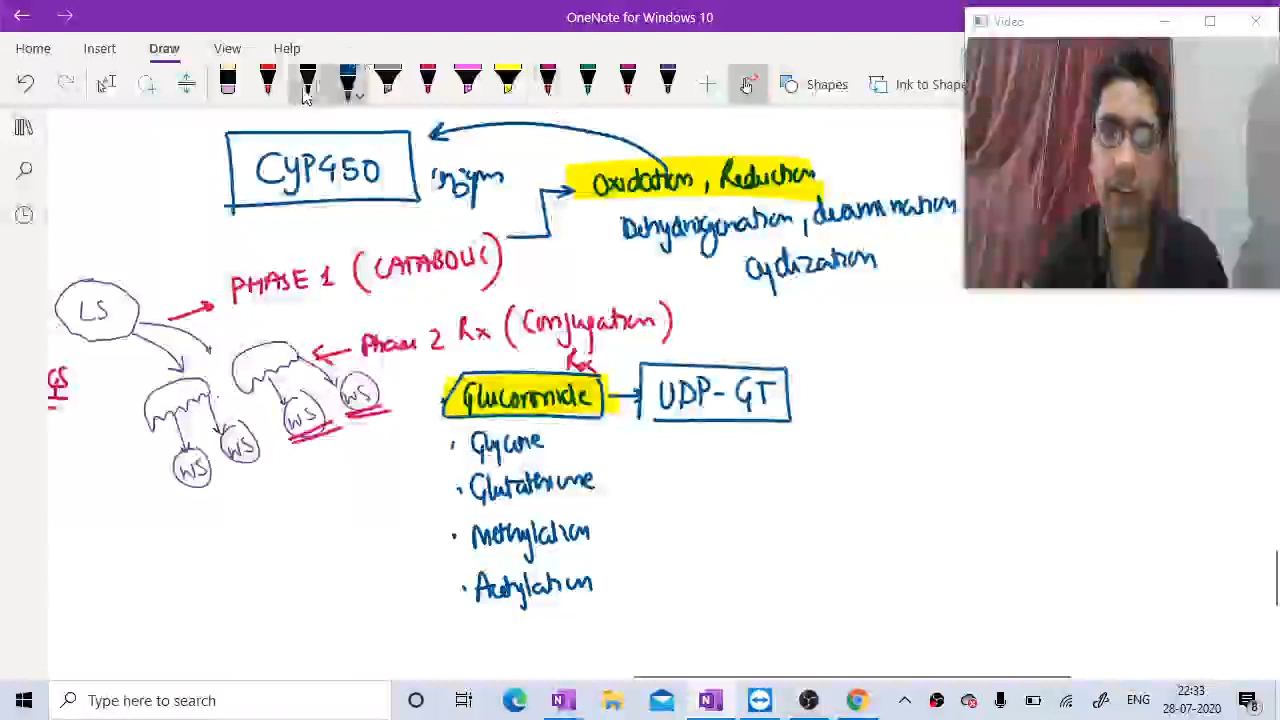 OneNote for Windows 10
Video
Home Insert Draw View Help
Shapes Ink to Shape
CYP450
Oxidation, Reduction
Dehydrogenation, deamination
cyclization
PHASE 1 (CATABOLIC)
LS
Phase 2 Rx (Conjugation)
Rx
WS WS
WS WS
Glucoronide UDP-GT
· Glycine
· Glutathione
· Methylation
· Acetylation
Type here to search
ENG
22:33
28-07-2020
8